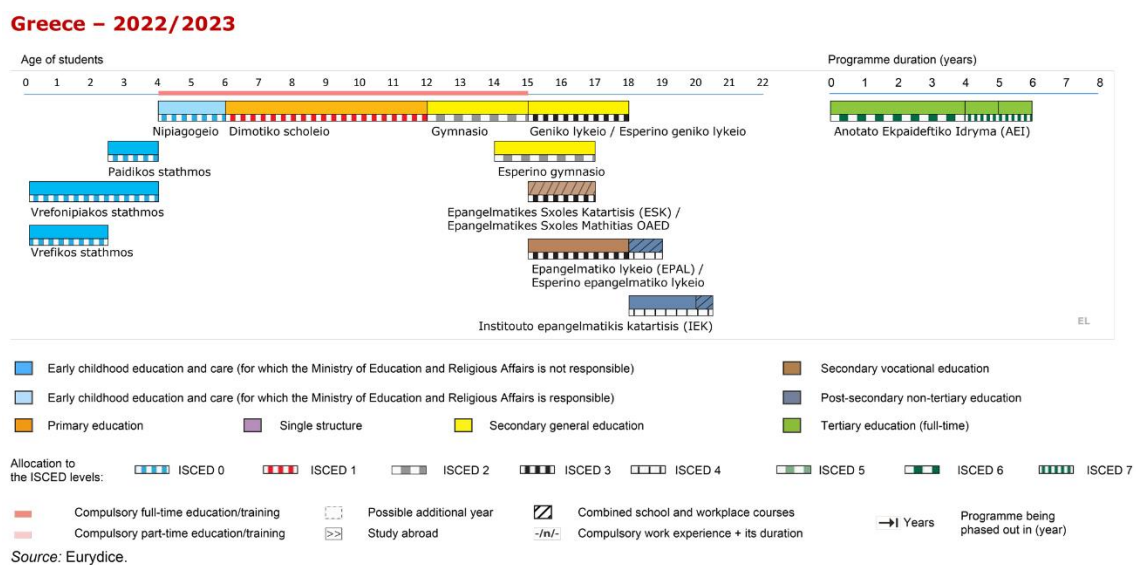 Greece – 2022/2023
Age of students
Programme duration (years)
0 1 2 3 4 5 6 7 8 9 10 11 12 13 14 15 16 17 18 19 20 21 22
0 1 2 3 4 5 6 7 8
Nipiagogeio
Dimotiko scholeio
Gymnasio
Geniko lykeio / Esperino geniko lykeio
Anotato Ekpaideftiko Idryma (AEI)
Paidikos stathmos
Esperino gymnasio
Vrefonipiakos stathmos
Epangelmatikes Sxoles Katartisis (ESK) /
Epangelmatikes Sxoles Mathitias OAED
Vrefikos stathmos
Epangelmatiko lykeio (EPAL) /
Esperino epangelmatiko lykeio
Institouto epangelmatikis katartisis (IEK)
EL
Early childhood education and care (for which the Ministry of Education and Religious Affairs is not responsible)
Secondary vocational education
Early childhood education and care (for which the Ministry of Education and Religious Affairs is responsible)
Post-secondary non-tertiary education
Primary education
Single structure
Secondary general education
Tertiary education (full-time)
Allocation to
the ISCED levels:
ISCED 0
ISCED 1
ISCED 2
ISCED 3
ISCED 4
ISCED 5
ISCED 6
ISCED 7
Compulsory full-time education/training
Possible additional year
Combined school and workplace courses
Years
Programme being
phased out in (year)
Compulsory part-time education/training
>>
Study abroad
-/n/-
Compulsory work experience + its duration
Source: Eurydice.